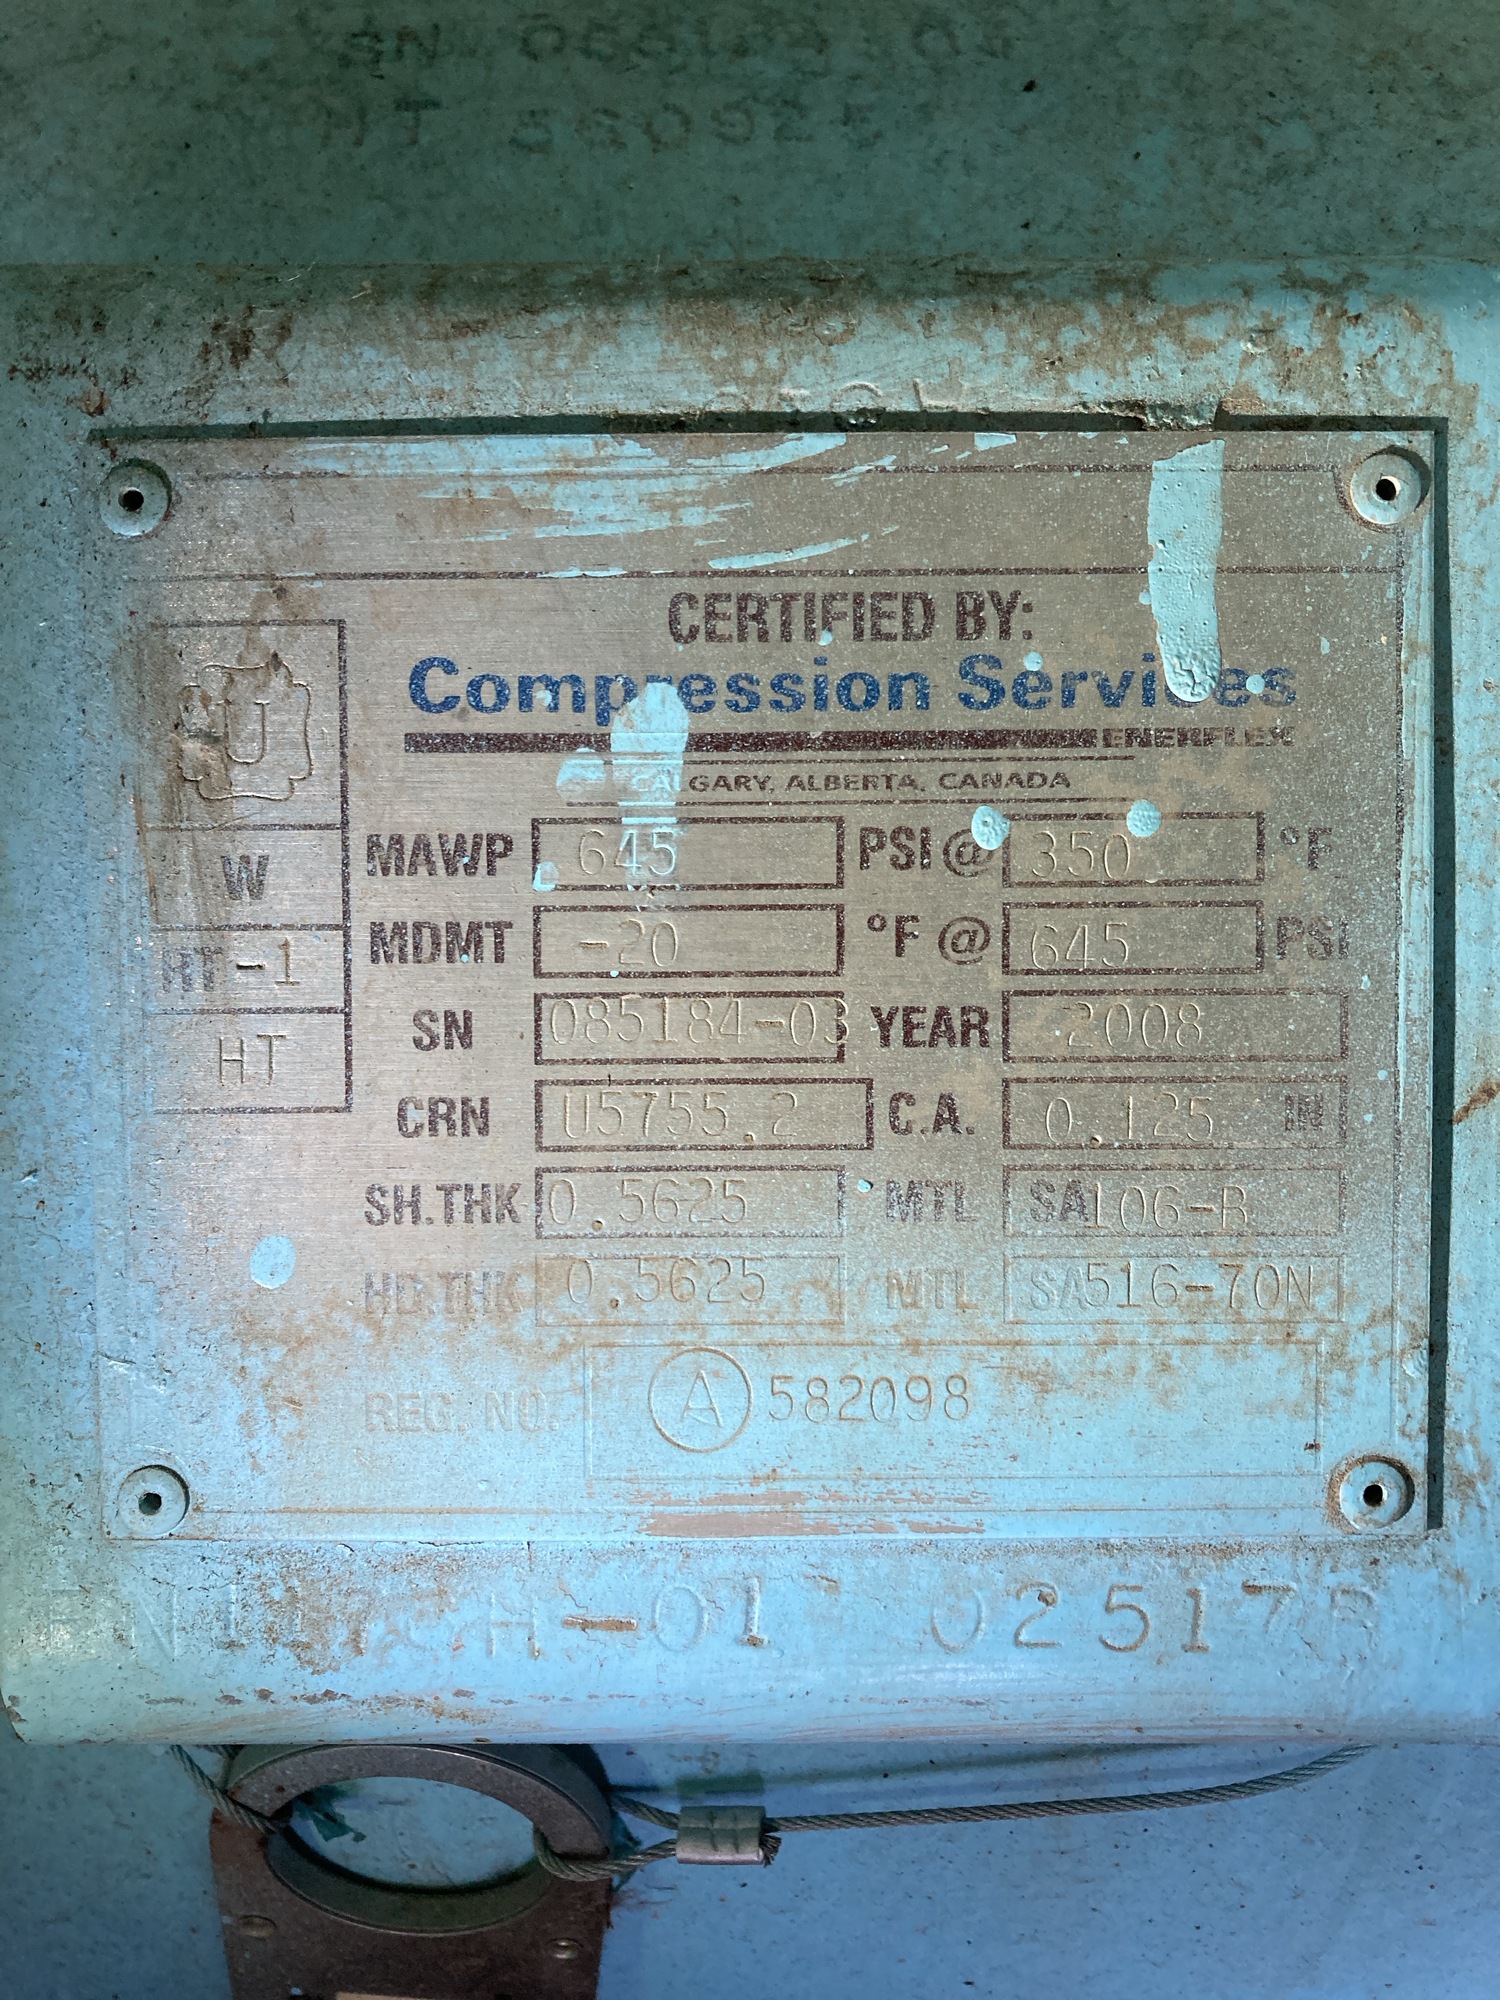 CERTIFIED BY:
Compression Services
ENERFLEX
CALGARY, ALBERTA, CANADA
U
W
RT-1
HT
MAWP 645 PSI @ 350 °F
MDMT -20 °F @ 645 PSI
SN 085184-03 YEAR 2008
CRN U5755.2 C.A. 0.125 IN
SH.THK 0.5625 MTL SA106-B
HD.THK 0.5625 MTL SA516-70N
REG. NO. A 582098
H-01 02517